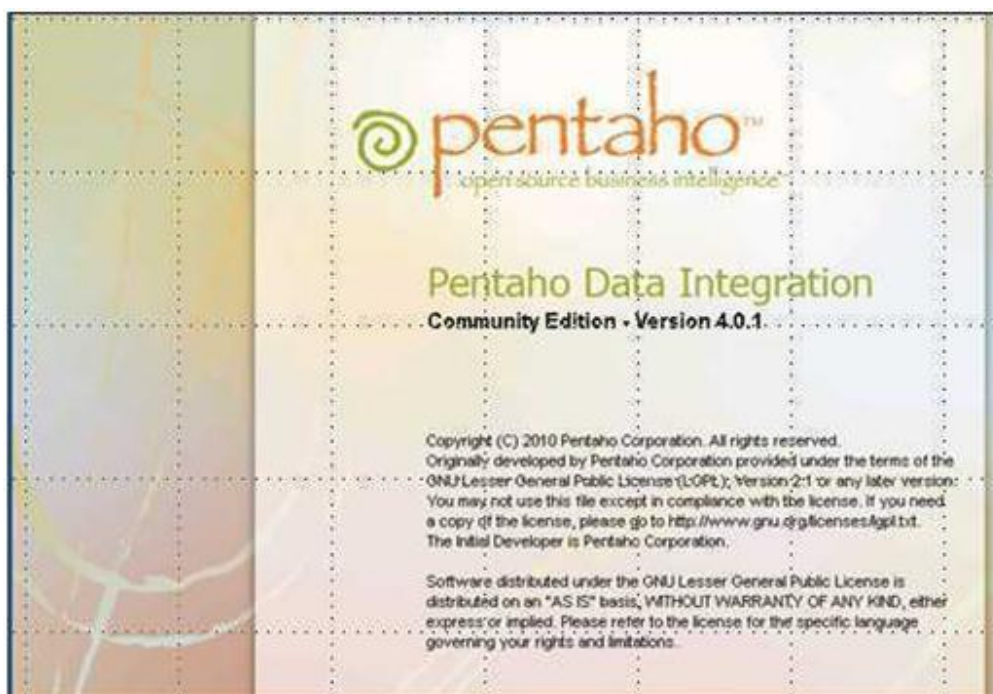 pentaho™
open source business intelligence
Pentaho Data Integration
Community Edition - Version 4.0.1
Copyright (C) 2010 Pentaho Corporation. All rights reserved.
Originally developed by Pentaho Corporation provided under the terms of the
GNU Lesser General Public License (LGPL); Version 2.1 or any later version.
You may not use this file except in compliance with the license. If you need
a copy of the license, please go to http://www.gnu.org/licenses/lgpl.txt.
The Initial Developer is Pentaho Corporation.
Software distributed under the GNU Lesser General Public License is
distributed on an "AS IS" basis, WITHOUT WARRANTY OF ANY KIND, either
express or implied. Please refer to the license for the specific language
governing your rights and limitations.